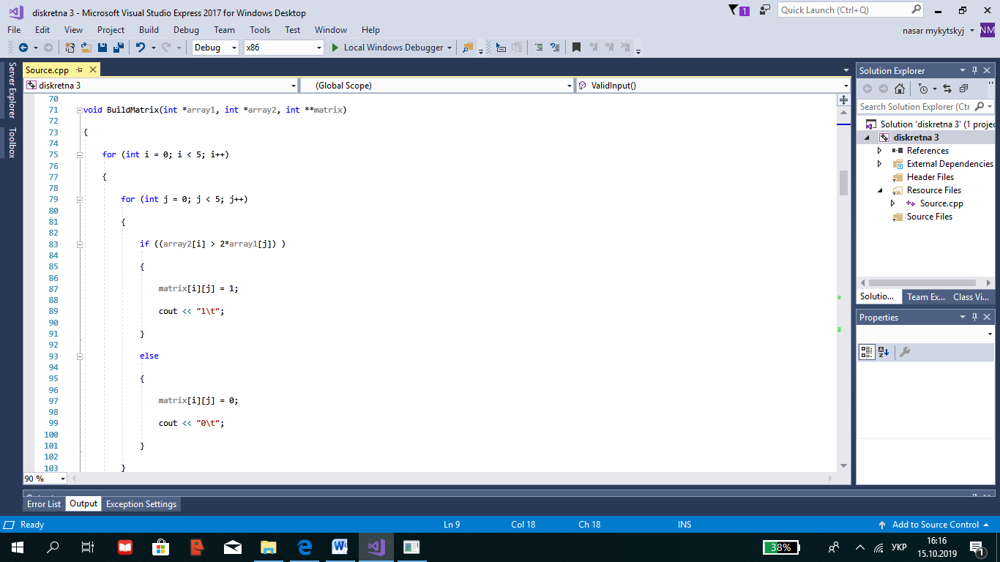 diskretna 3 - Microsoft Visual Studio Express 2017 for Windows Desktop
1
Quick Launch (Ctrl+Q)
File Edit View Project Build Debug Team Tools Test Window Help
nasar mykytskyj NM
Debug x86 Local Windows Debugger
Server Explorer
Toolbox
Source.cpp
diskretna 3 (Global Scope) ValidInput()
70
71 void BuildMatrix(int *array1, int *array2, int **matrix)
72
73 {
74
75 for (int i = 0; i < 5; i++)
76
77 {
78
79 for (int j = 0; j < 5; j++)
80
81 {
82
83 if ((array2[i] > 2*array1[j]) )
84
85 {
86
87 matrix[i][j] = 1;
88
89 cout << "1\t";
90
91 }
92
93 else
94
95 {
96
97 matrix[i][j] = 0;
98
99 cout << "0\t";
100
101 }
102
103 }
90 %
Solution Explorer
Search Solution Explorer (Ctr
Solution 'diskretna 3' (1 projec
diskretna 3
References
External Dependencies
Header Files
Resource Files
Source.cpp
Source Files
Solutio... Team Ex... Class Vi...
Properties
Error List Output Exception Settings
Ready Ln 9 Col 18 Ch 18 INS Add to Source Control
38% УКР 16:16
15.10.2019
1